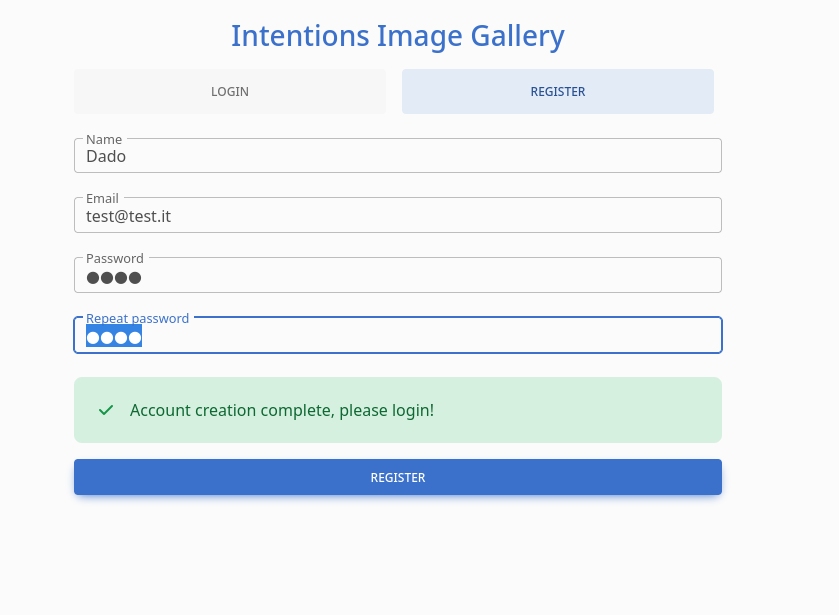 Intentions Image Gallery
LOGIN
REGISTER
Name
Dado
Email
test@test.it
Password
●●●●
Repeat password
●●●●
Account creation complete, please login!
REGISTER